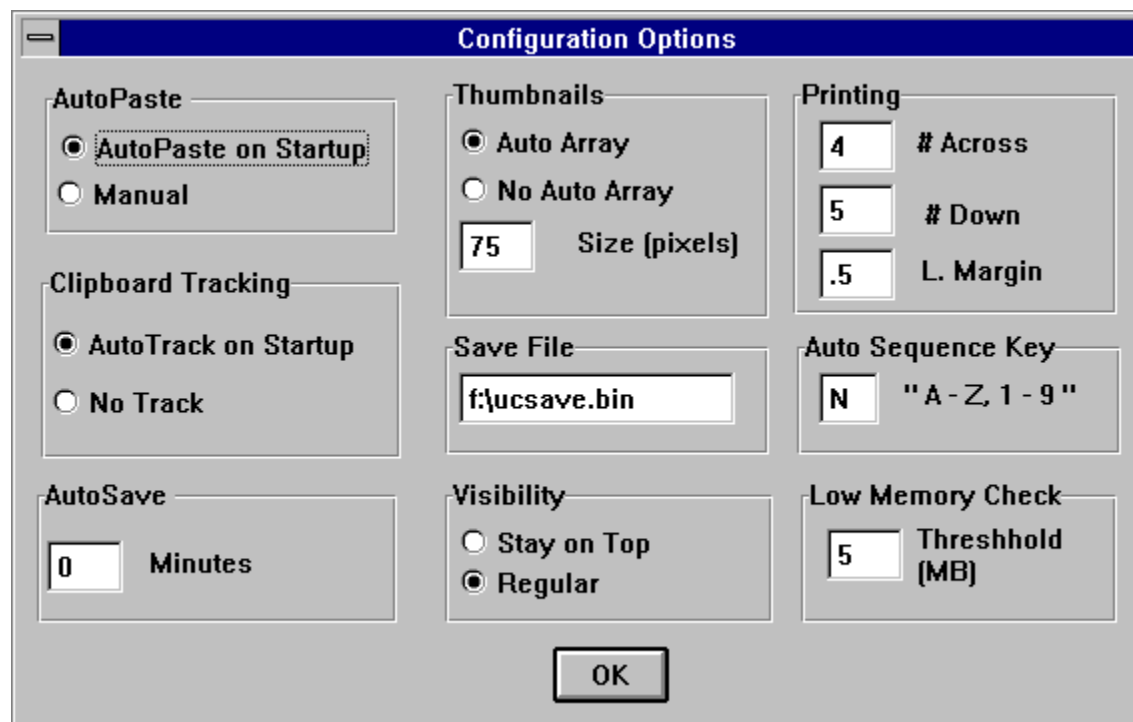 Configuration Options
AutoPaste
AutoPaste on Startup
Manual
Clipboard Tracking
AutoTrack on Startup
No Track
AutoSave
0 Minutes
Thumbnails
Auto Array
No Auto Array
75 Size (pixels)
Save File
f:\ucsave.bin
Visibility
Stay on Top
Regular
Printing
4 # Across
5 # Down
.5 L. Margin
Auto Sequence Key
N " A - Z, 1 - 9 "
Low Memory Check
5 Threshhold
(MB)
OK